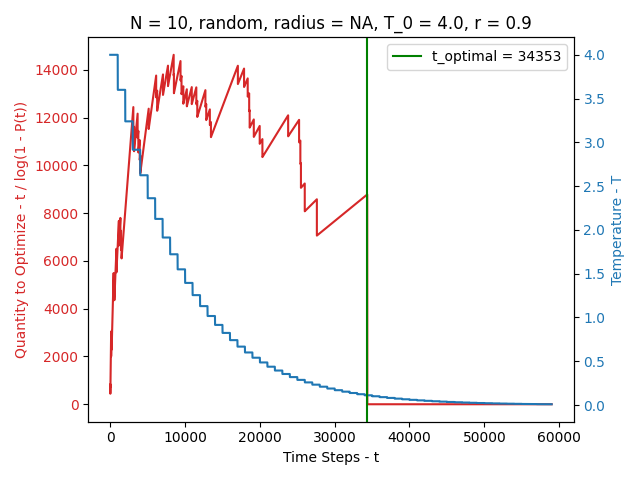 N = 10, random, radius = NA, T_0 = 4.0, r = 0.9
t_optimal = 34353
Quantity to Optimize - t / log(1 - P(t))
14000
12000
10000
8000
6000
4000
2000
0
4.0
3.5
3.0
2.5
2.0
1.5
1.0
0.5
0.0
Temperature - T
0 10000 20000 30000 40000 50000 60000
Time Steps - t